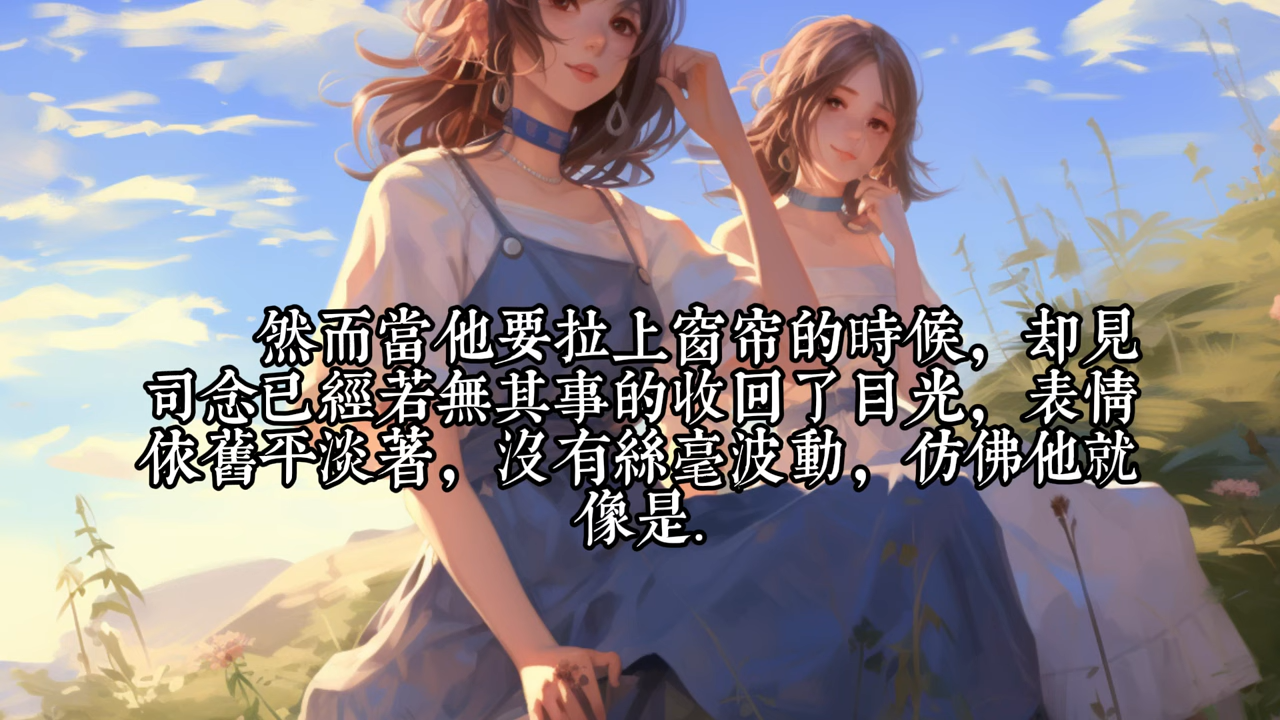 然而當他要拉上窗帘的時候，却見
司念已經若無其事的收回了目光，表情
依舊平淡著，沒有絲毫波動，仿佛他就
像是.